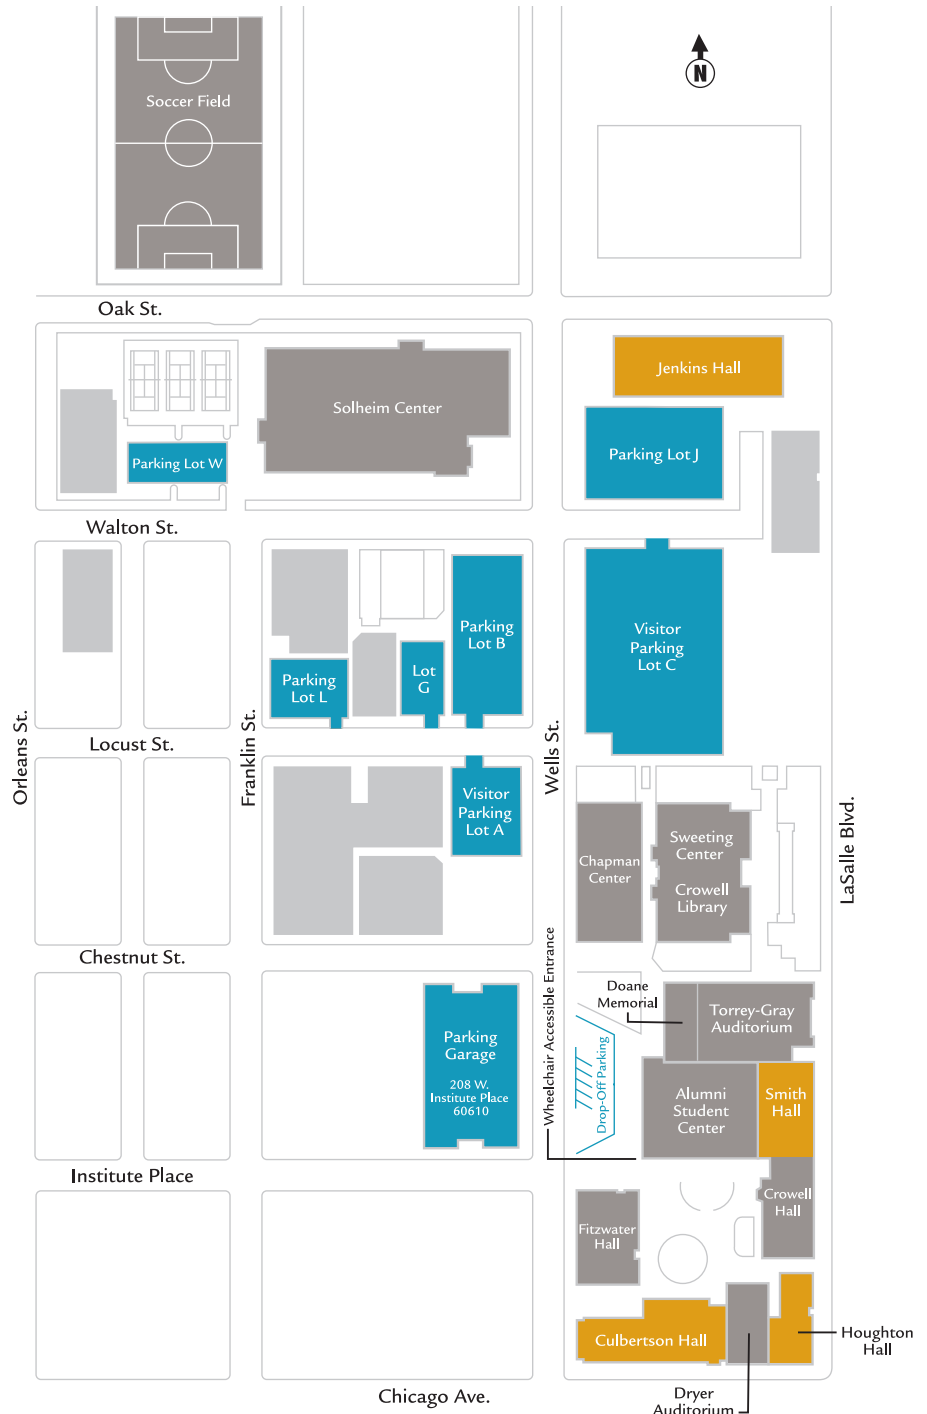 N
Soccer Field
Oak St.
Jenkins Hall
Solheim Center
Parking Lot J
Parking Lot W
Walton St.
Parking
Lot B
Visitor
Parking
Lot C
Lot
G
Parking
Lot L
Orleans St.
Franklin St.
Wells St.
LaSalle Blvd.
Locust St.
Visitor
Parking
Lot A
Sweeting
Center
Crowell
Library
Chapman
Center
Chestnut St.
Wheelchair Accessible Entrance
Doane
Memorial
Torrey-Gray
Auditorium
Parking
Garage
208 W.
Institute Place
60610
Drop-Off Parking
Alumni
Student
Center
Smith
Hall
Institute Place
Crowell
Hall
Fitzwater
Hall
Culbertson Hall
Houghton
Hall
Chicago Ave.
Dryer
Auditorium